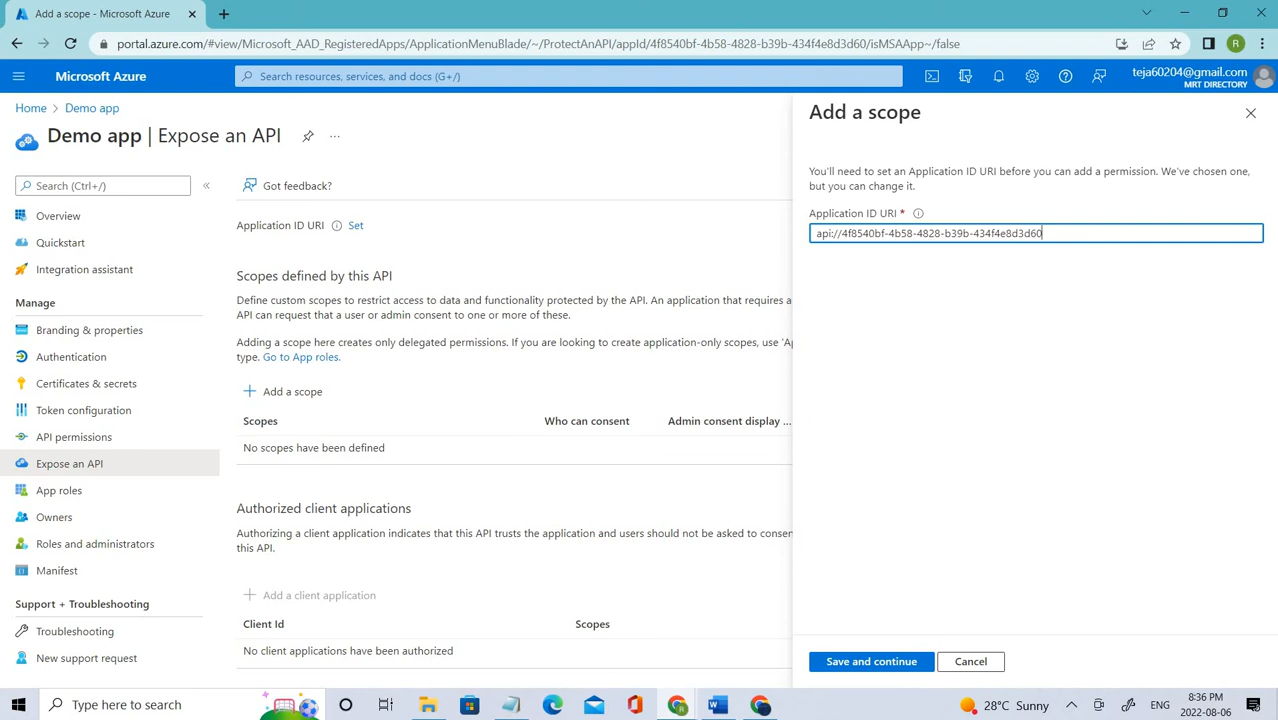 Add a scope - Microsoft Azure
portal.azure.com/#view/Microsoft_AAD_RegisteredApps/ApplicationMenuBlade/~/ProtectAnAPI/appId/4f8540bf-4b58-4828-b39b-434f4e8d3d60/isMSAApp~/false
R
Microsoft Azure
Search resources, services, and docs (G+/)
teja60204@gmail.com
MRT DIRECTORY
Home > Demo app
Demo app | Expose an API
Search (Ctrl+/)
Overview
Quickstart
Integration assistant
Manage
Branding & properties
Authentication
Certificates & secrets
Token configuration
API permissions
Expose an API
App roles
Owners
Roles and administrators
Manifest
Support + Troubleshooting
Troubleshooting
New support request
Got feedback?
Application ID URI Set
Scopes defined by this API
Define custom scopes to restrict access to data and functionality protected by the API. An application that requires a
API can request that a user or admin consent to one or more of these.
Adding a scope here creates only delegated permissions. If you are looking to create application-only scopes, use 'Ap
type. Go to App roles.
Add a scope
Scopes Who can consent Admin consent display ...
No scopes have been defined
Authorized client applications
Authorizing a client application indicates that this API trusts the application and users should not be asked to consen
this API.
Add a client application
Client Id Scopes
No client applications have been authorized
Add a scope
You'll need to set an Application ID URI before you can add a permission. We've chosen one,
but you can change it.
Application ID URI *
api://4f8540bf-4b58-4828-b39b-434f4e8d3d60
Save and continue Cancel
Type here to search
28°C Sunny
ENG
8:36 PM
2022-08-06